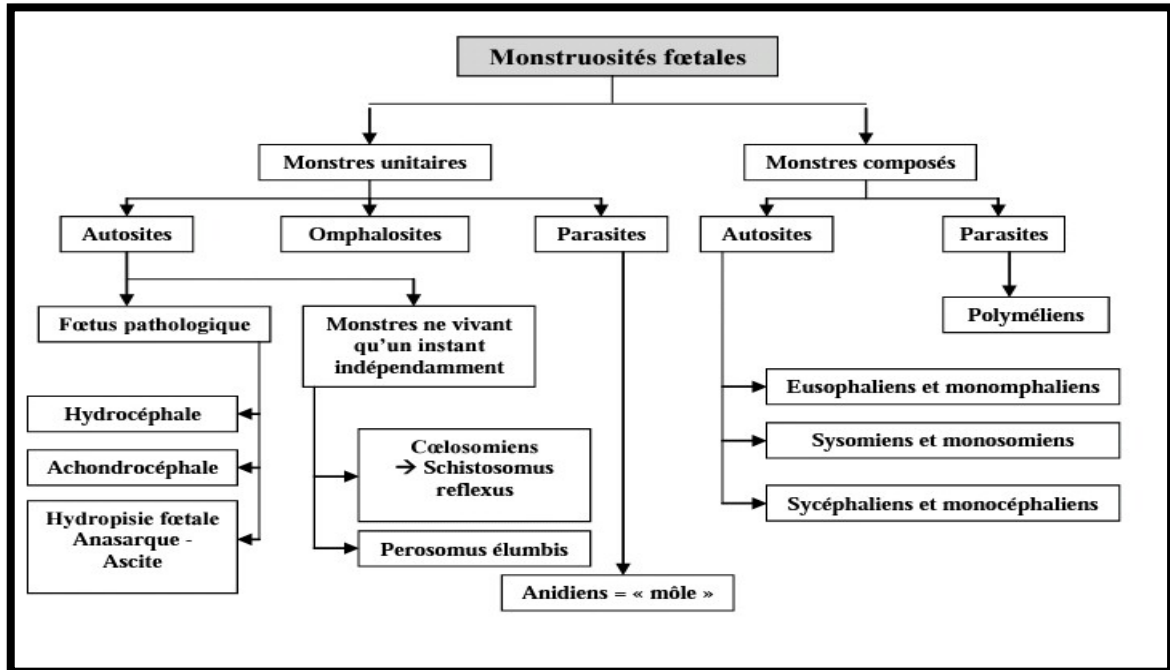 Monstruosités fœtales
Monstres unitaires
Monstres composés
Autosites
Omphalosites
Parasites
Autosites
Parasites
Fœtus pathologique
Monstres ne vivant
qu'un instant
indépendamment
Polyméliens
Hydrocéphale
Achondrocéphale
Hydropisie fœtale
Anasarque -
Ascite
Cœlosomiens
→ Schistosomus
reflexus
Perosomus élumbis
Anidiens = « môle »
Eusophaliens et monomphaliens
Sysomiens et monosomiens
Sycéphaliens et monocéphaliens